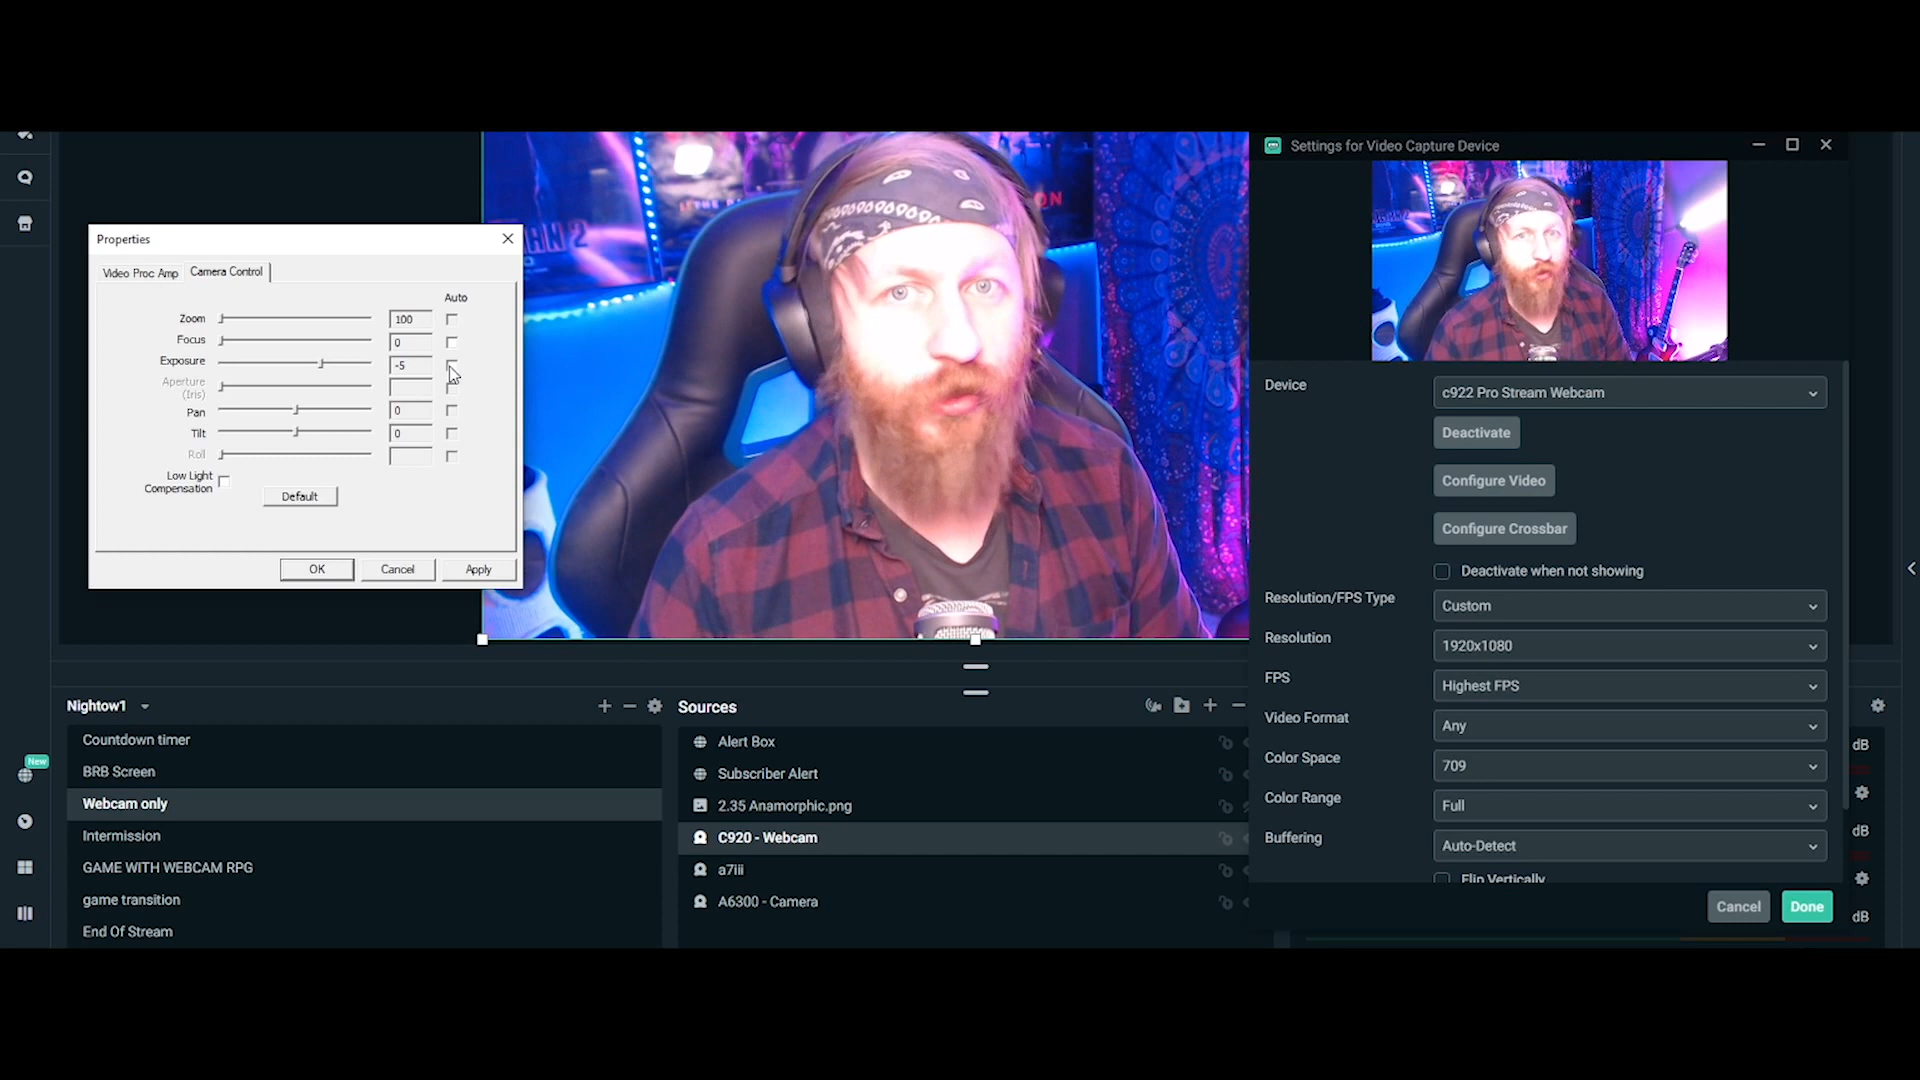 Settings for Video Capture Device
Properties
Video Proc Amp
Camera Control
Auto
Zoom
100
Focus
0
Exposure
-5
Aperture
(Iris)
Pan
0
Tilt
0
Roll
Low Light
Compensation
Default
OK
Cancel
Apply
Device
c922 Pro Stream Webcam
Deactivate
Configure Video
Configure Crossbar
Deactivate when not showing
Resolution/FPS Type
Custom
Resolution
1920x1080
FPS
Highest FPS
Video Format
Any
Color Space
709
Color Range
Full
Buffering
Auto-Detect
Flip Vertically
Cancel
Done
New
Nightow1
Countdown timer
BRB Screen
Webcam only
Intermission
GAME WITH WEBCAM RPG
game transition
End Of Stream
Sources
Alert Box
Subscriber Alert
2.35 Anamorphic.png
C920 - Webcam
a7iii
A6300 - Camera
dB
dB
dB